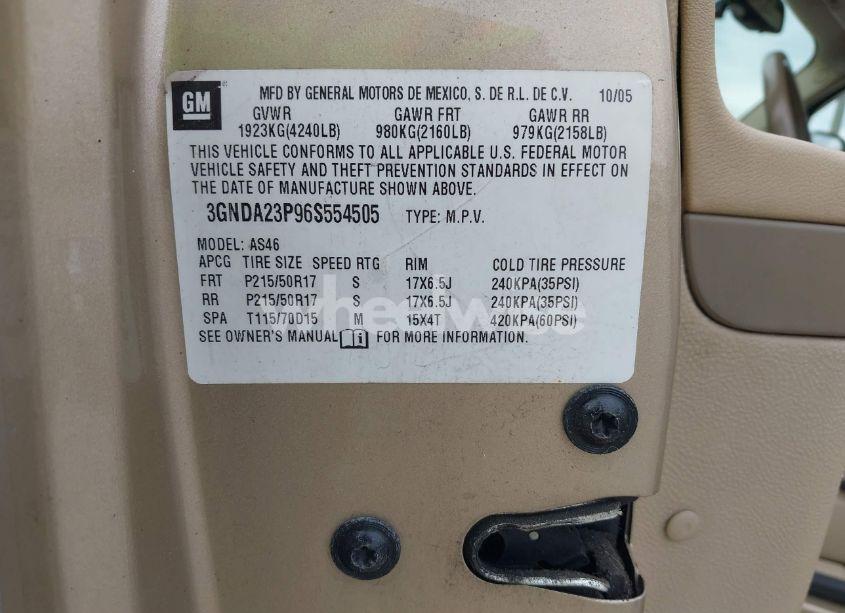 GM
MFD BY GENERAL MOTORS DE MEXICO, S. DE R.L. DE C.V. 10/05
GVWR GAWR FRT GAWR RR
1923KG(4240LB) 980KG(2160LB) 979KG(2158LB)
THIS VEHICLE CONFORMS TO ALL APPLICABLE U.S. FEDERAL MOTOR
VEHICLE SAFETY AND THEFT PREVENTION STANDARDS IN EFFECT ON
THE DATE OF MANUFACTURE SHOWN ABOVE.
3GNDA23P96S554505 TYPE: M.P.V.
MODEL: AS46
APCG TIRE SIZE SPEED RTG RIM COLD TIRE PRESSURE
FRT P215/50R17 S 17X6.5J 240KPA(35PSI)
RR P215/50R17 S 17X6.5J 240KPA(35PSI)
SPA T115/70D15 M 15X4T 420KPA(60PSI)
SEE OWNER'S MANUAL FOR MORE INFORMATION.